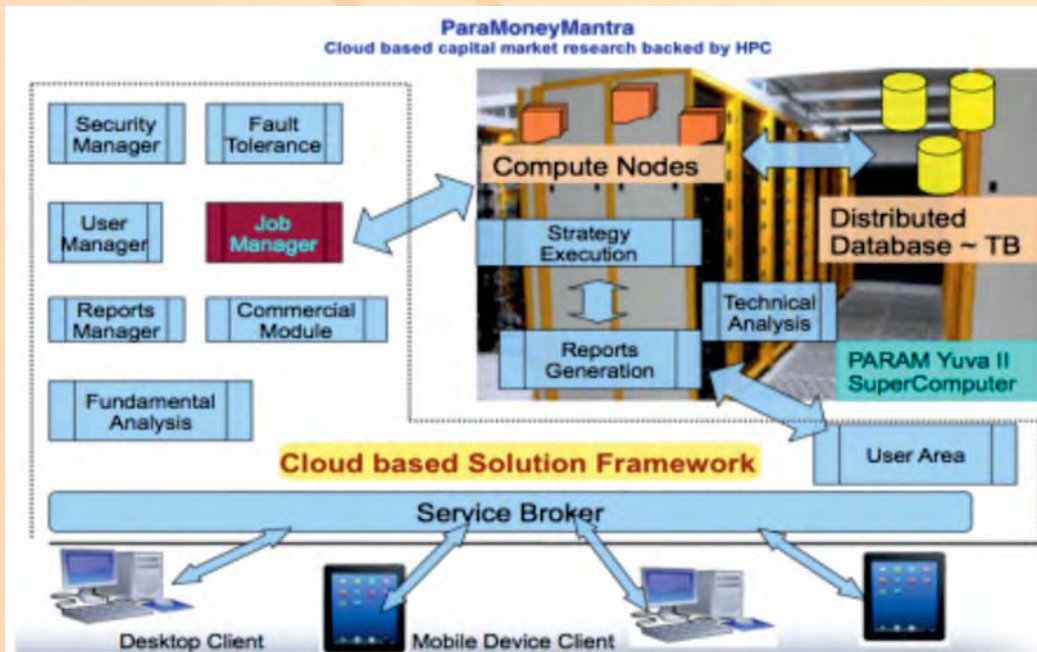 ParaMoneyMantra
Cloud based capital market research backed by HPC
Security
Manager
Fault
Tolerance
User
Manager
Job
Manager
Reports
Manager
Commercial
Module
Fundamental
Analysis
Compute Nodes
Strategy
Execution
Reports
Generation
Technical
Analysis
Distributed
Database ~ TB
PARAM Yuva II
SuperComputer
User Area
Cloud based Solution Framework
Service Broker
Desktop Client
Mobile Device Client